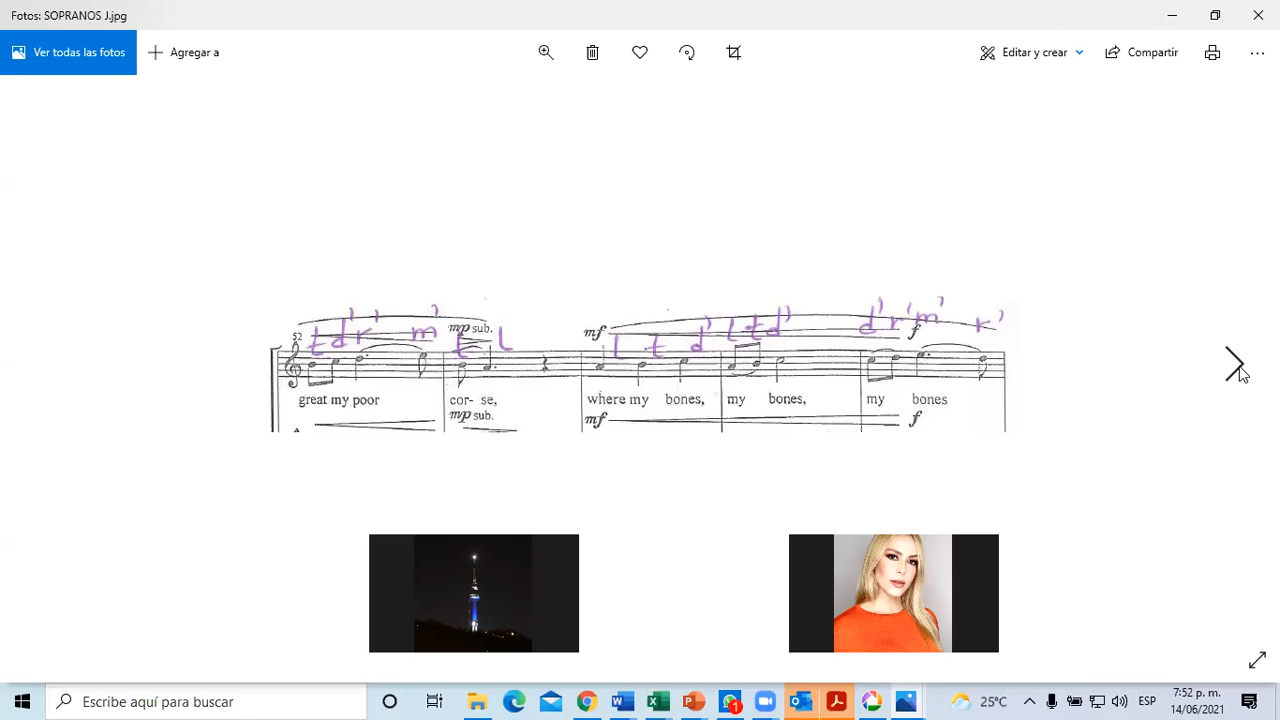 Fotos: SOPRANOS J.jpg
Ver todas las fotos
Agregar a
Editar y crear
Compartir
t d' r' m' t l l t d' l t d' d' r' m' r'
52
mp sub.
mf
f
great my poor cor- se, where my bones, my bones, my bones
mp sub.
mf
f
Escribe aquí para buscar
1
25°C
ESP
7:52 p. m.
14/06/2021